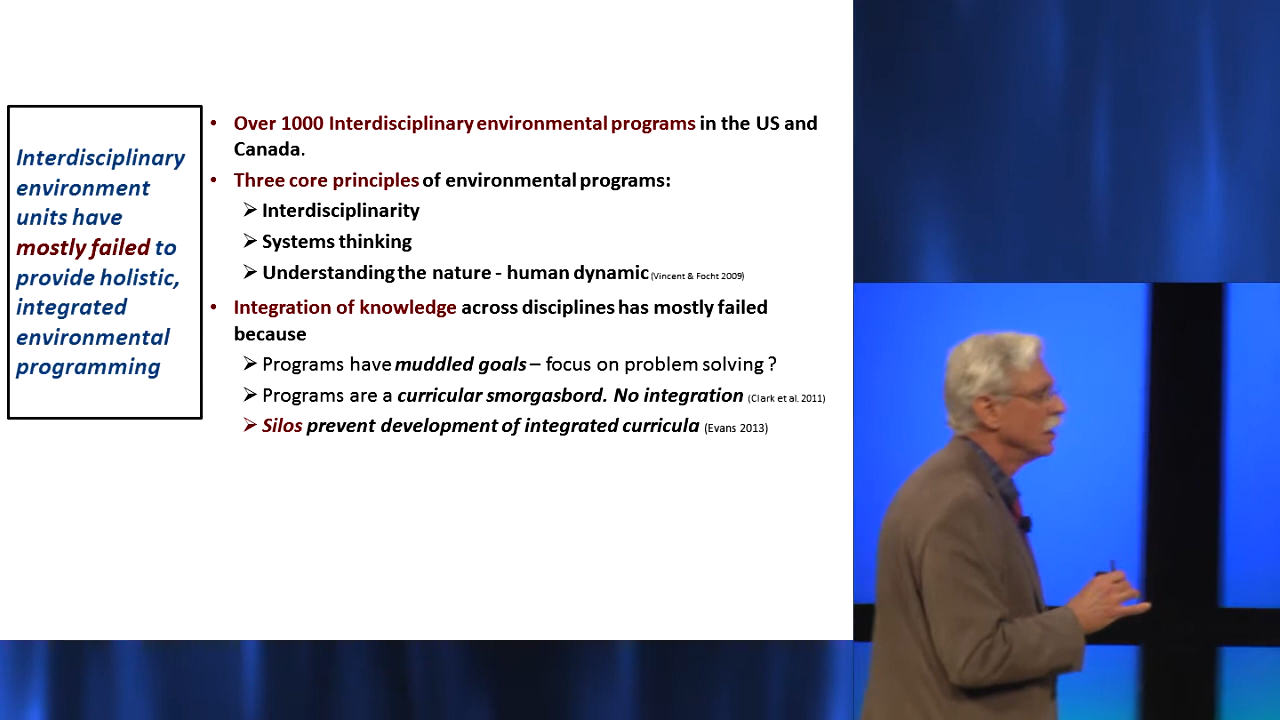 Interdisciplinary
environment
units have
mostly failed to
provide holistic,
integrated
environmental
programming
• Over 1000 Interdisciplinary environmental programs in the US and
Canada.
• Three core principles of environmental programs:
➢ Interdisciplinarity
➢ Systems thinking
➢ Understanding the nature - human dynamic (Vincent & Focht 2009)
• Integration of knowledge across disciplines has mostly failed
because
➢ Programs have muddled goals – focus on problem solving ?
➢ Programs are a curricular smorgasbord. No integration (Clark et al. 2011)
➢ Silos prevent development of integrated curricula (Evans 2013)